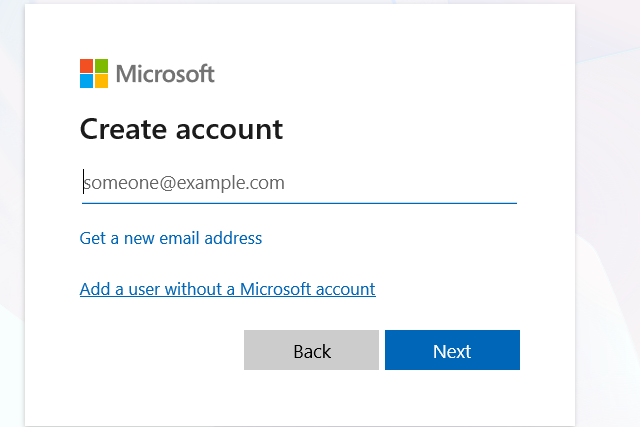 Microsoft
Create account
someone@example.com
Get a new email address
Add a user without a Microsoft account
Back Next